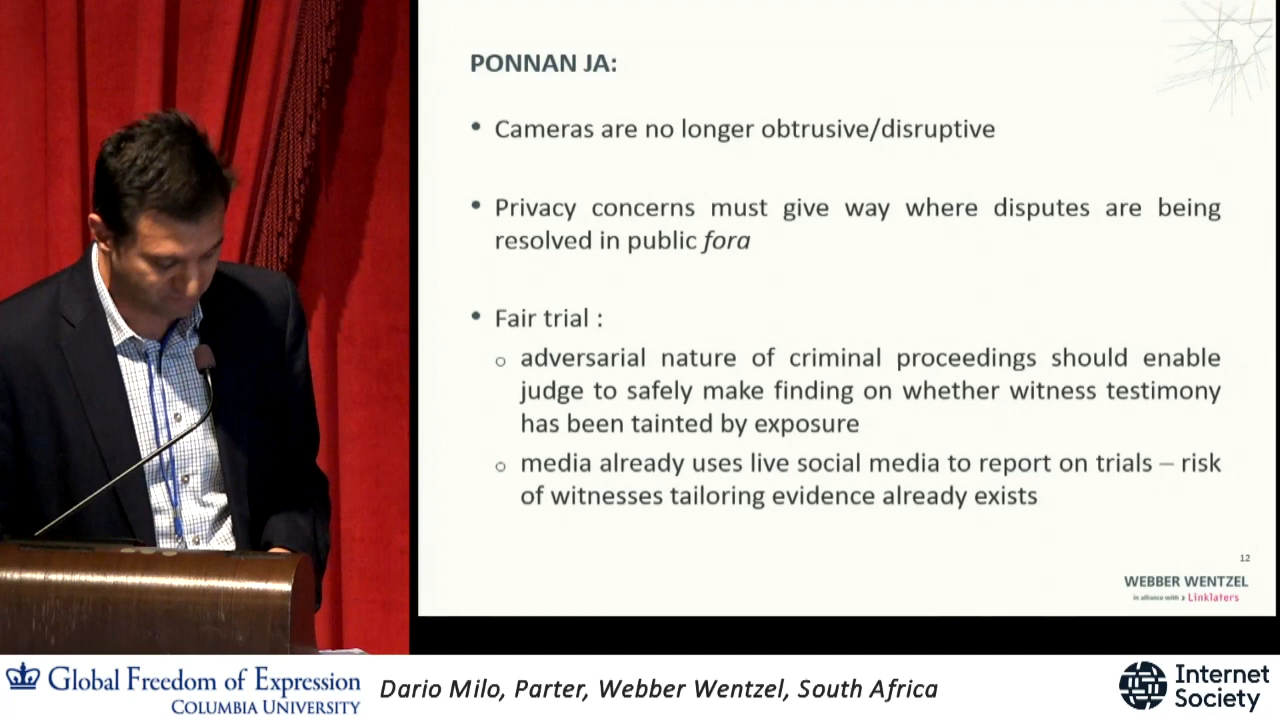 PONNAN JA:
• Cameras are no longer obtrusive/disruptive
• Privacy concerns must give way where disputes are being
resolved in public fora
• Fair trial :
o adversarial nature of criminal proceedings should enable
judge to safely make finding on whether witness testimony
has been tainted by exposure
o media already uses live social media to report on trials – risk
of witnesses tailoring evidence already exists
12
WEBBER WENTZEL
in alliance with › Linklaters
Global Freedom of Expression
COLUMBIA UNIVERSITY
Dario Milo, Parter, Webber Wentzel, South Africa
Internet
Society